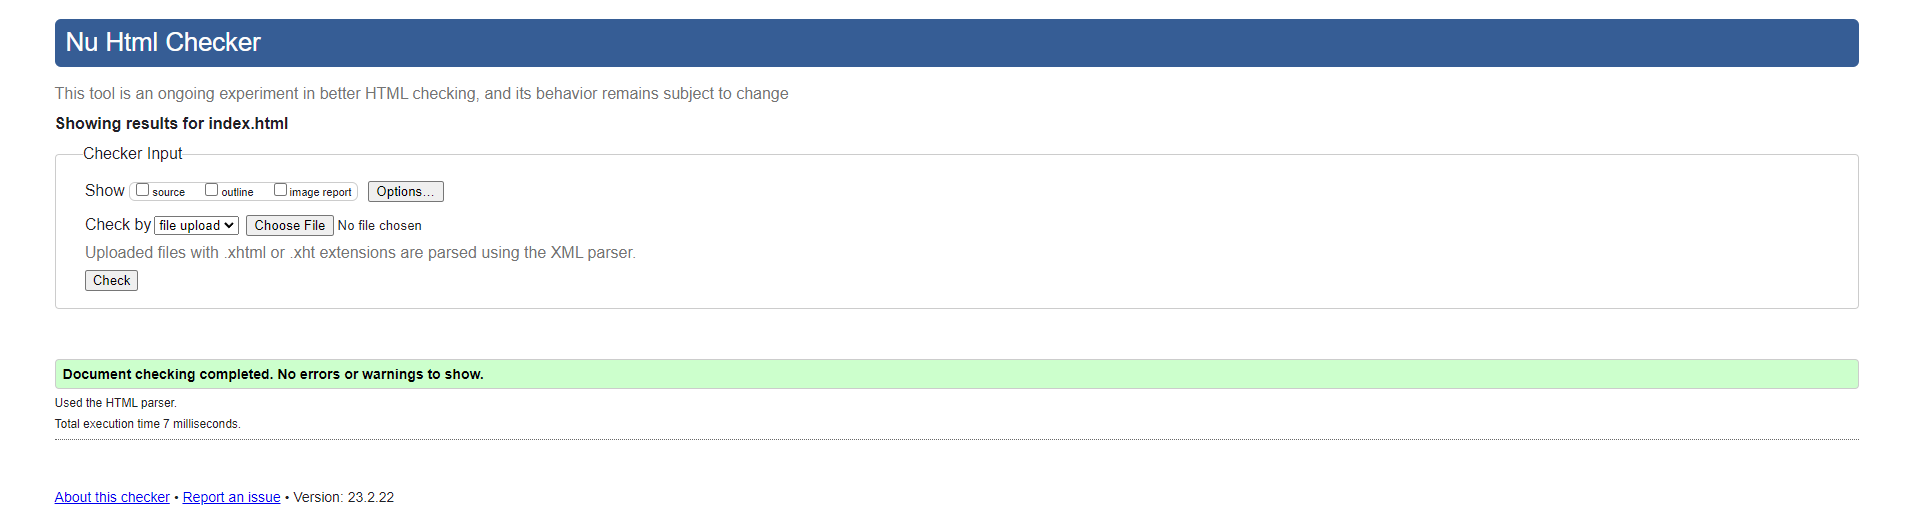 Nu Html Checker
This tool is an ongoing experiment in better HTML checking, and its behavior remains subject to change
Showing results for index.html
Checker Input
Show source outline image report Options...
Check by file upload Choose File No file chosen
Uploaded files with .xhtml or .xht extensions are parsed using the XML parser.
Check
Document checking completed. No errors or warnings to show.
Used the HTML parser.
Total execution time 7 milliseconds.
About this checker • Report an issue • Version: 23.2.22